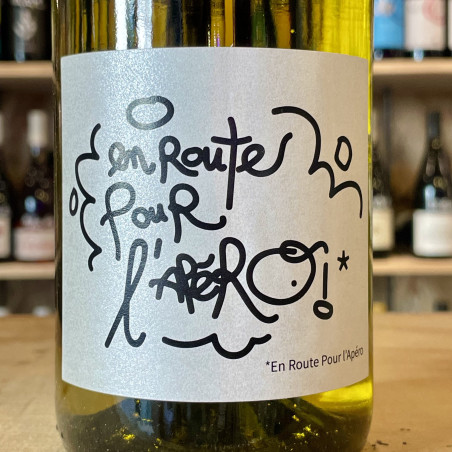 en Route
Pour
l'APéRO!*
*En Route Pour l'Apéro